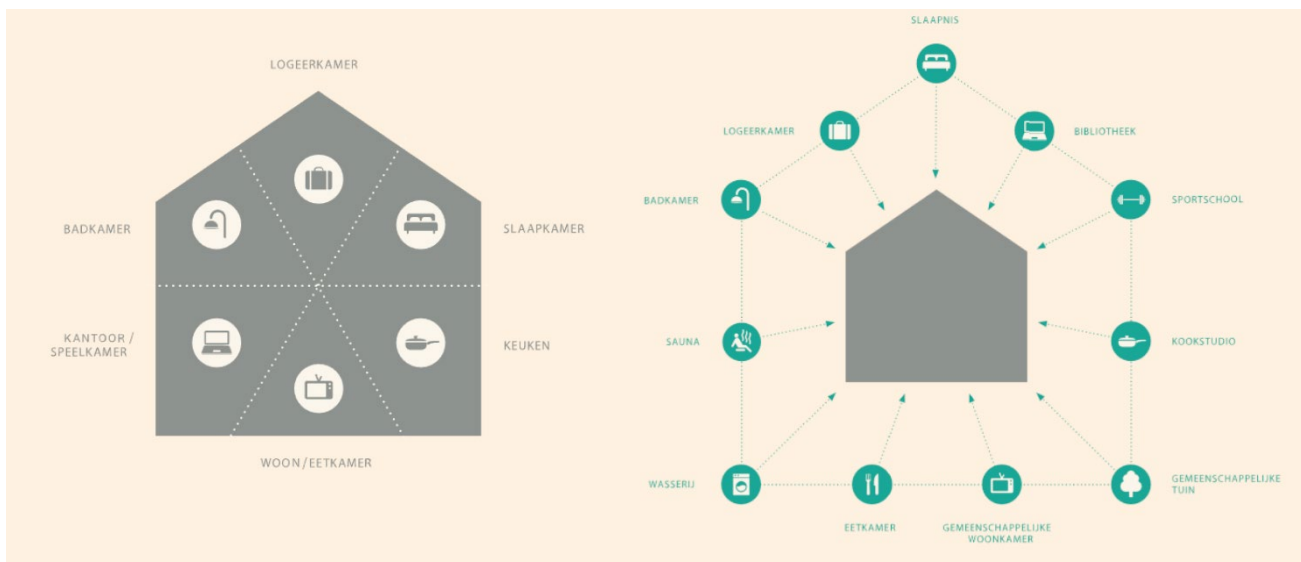 LOGEERKAMER
BADKAMER
SLAAPKAMER
KANTOOR /
SPEELKAMER
KEUKEN
WOON/EETKAMER
SLAAPNIS
LOGEERKAMER
BIBLIOTHEEK
BADKAMER
SPORTSCHOOL
SAUNA
KOOKSTUDIO
WASSERIJ
GEMEENSCHAPPELIJKE
TUIN
EETKAMER
GEMEENSCHAPPELIJKE
WOONKAMER